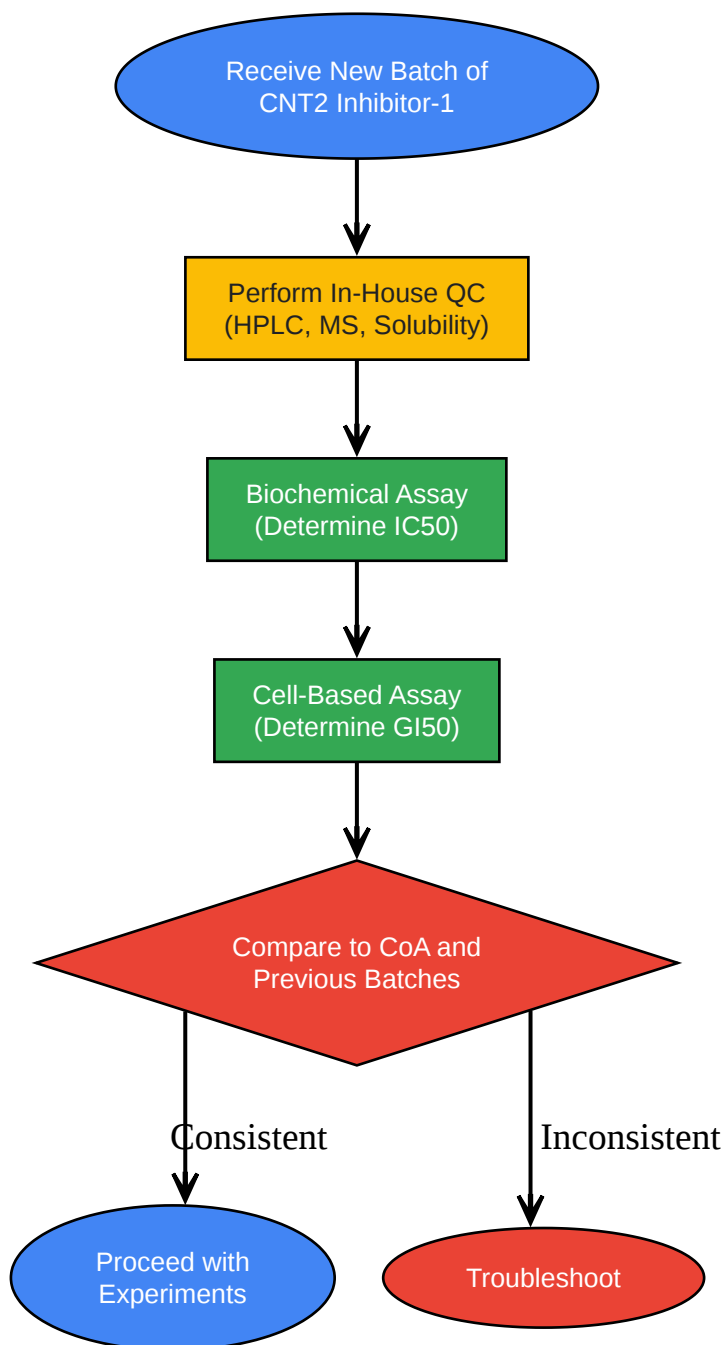 Receive New Batch of
CNT2 Inhibitor-1
Perform In-House QC
(HPLC, MS, Solubility)
Biochemical Assay
(Determine IC50)
Cell-Based Assay
(Determine GI50)
Compare to CoA and
Previous Batches
Consistent
Inconsistent
Proceed with
Experiments
Troubleshoot